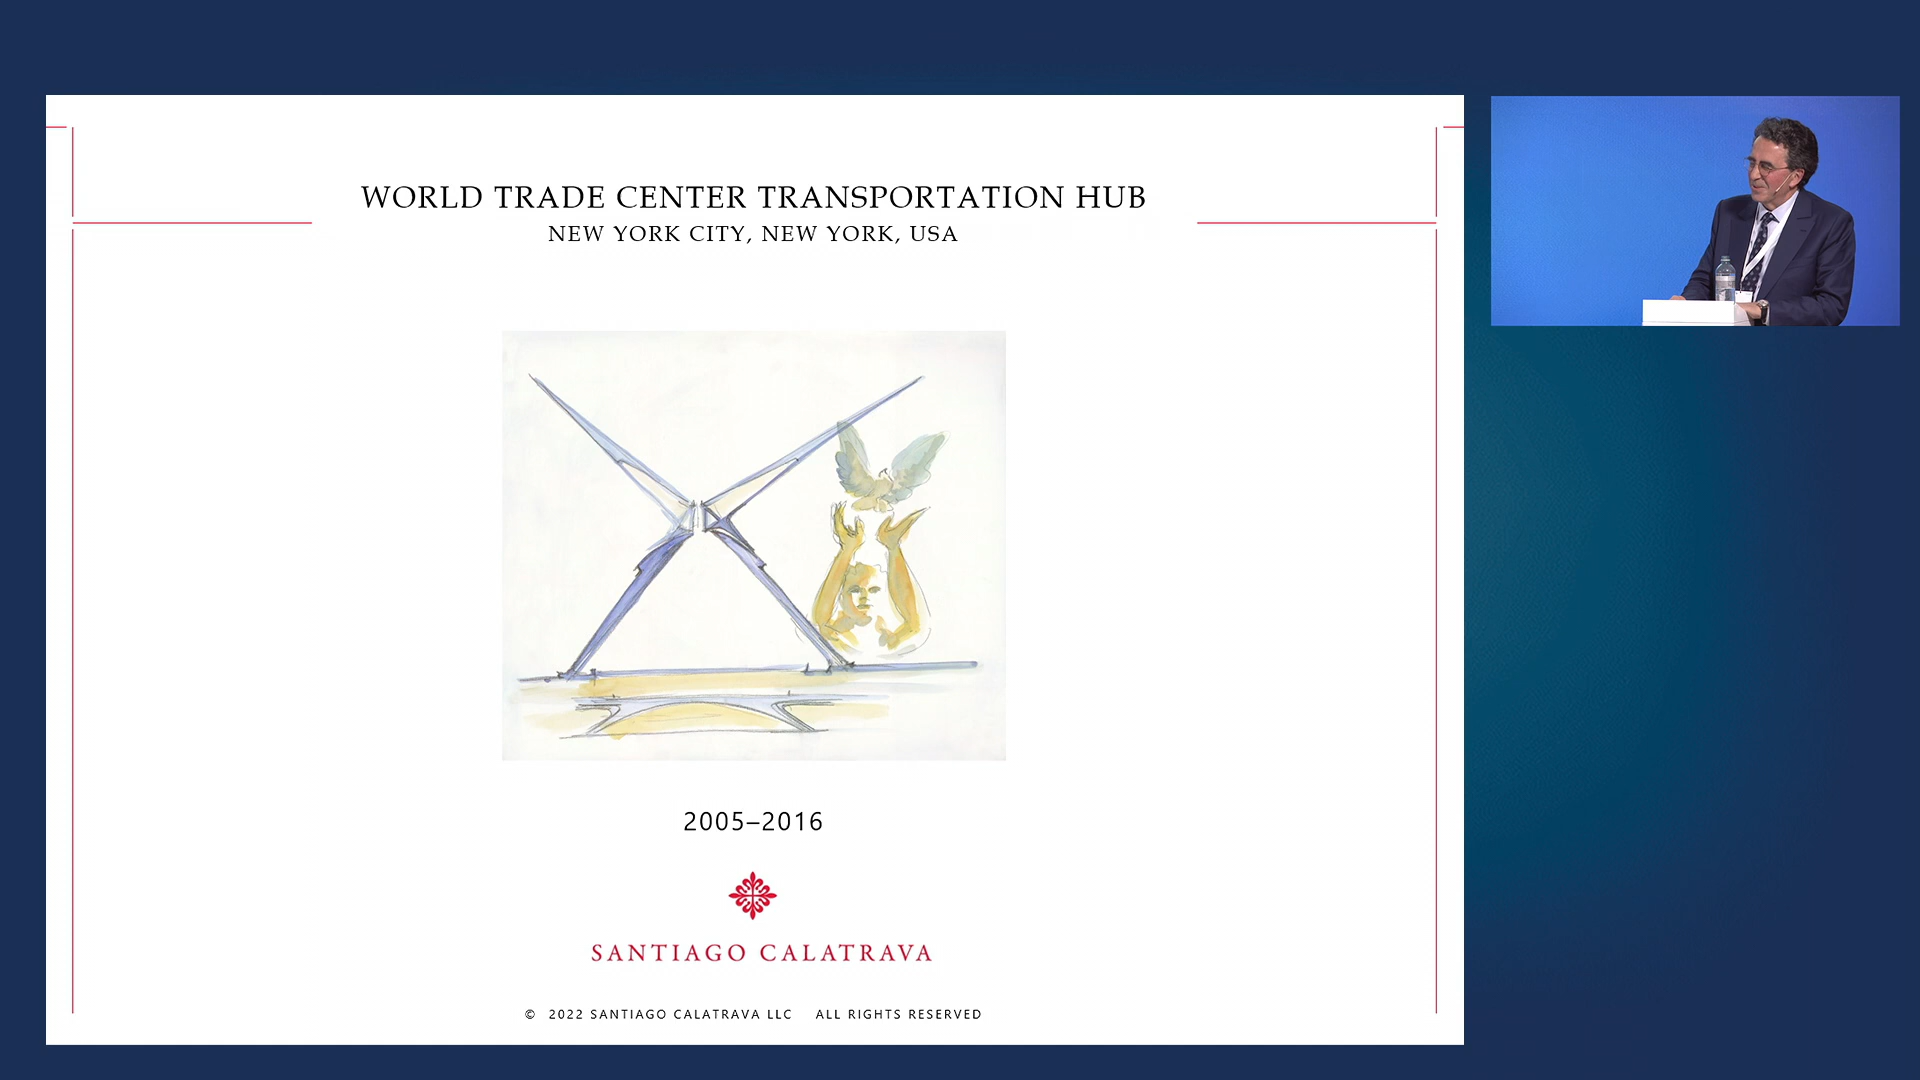 WORLD TRADE CENTER TRANSPORTATION HUB
NEW YORK CITY, NEW YORK, USA
2005–2016
SANTIAGO CALATRAVA
© 2022 SANTIAGO CALATRAVA LLC ALL RIGHTS RESERVED